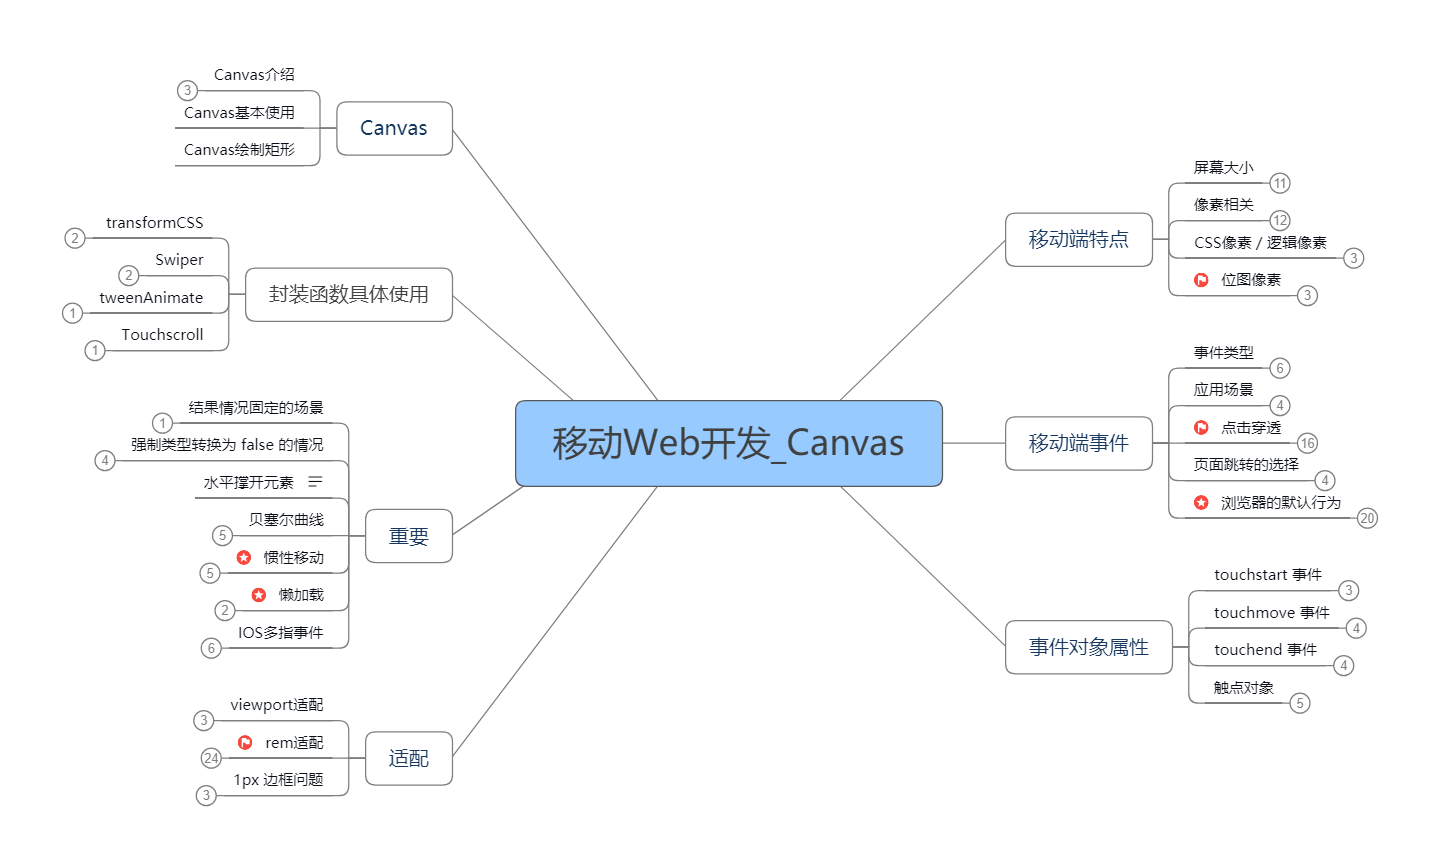 移动Web开发_Canvas
Canvas
Canvas介绍
3
Canvas基本使用
Canvas绘制矩形
封装函数具体使用
transformCSS
2
Swiper
2
tweenAnimate
1
Touchscroll
1
重要
结果情况固定的场景
1
强制类型转换为 false 的情况
4
水平撑开元素
贝塞尔曲线
5
惯性移动
5
懒加载
2
IOS多指事件
6
适配
viewport适配
3
rem适配
24
1px 边框问题
3
移动端特点
屏幕大小
11
像素相关
12
CSS像素 / 逻辑像素
3
位图像素
3
移动端事件
事件类型
6
应用场景
4
点击穿透
16
页面跳转的选择
4
浏览器的默认行为
20
事件对象属性
touchstart 事件
3
touchmove 事件
4
touchend 事件
4
触点对象
5